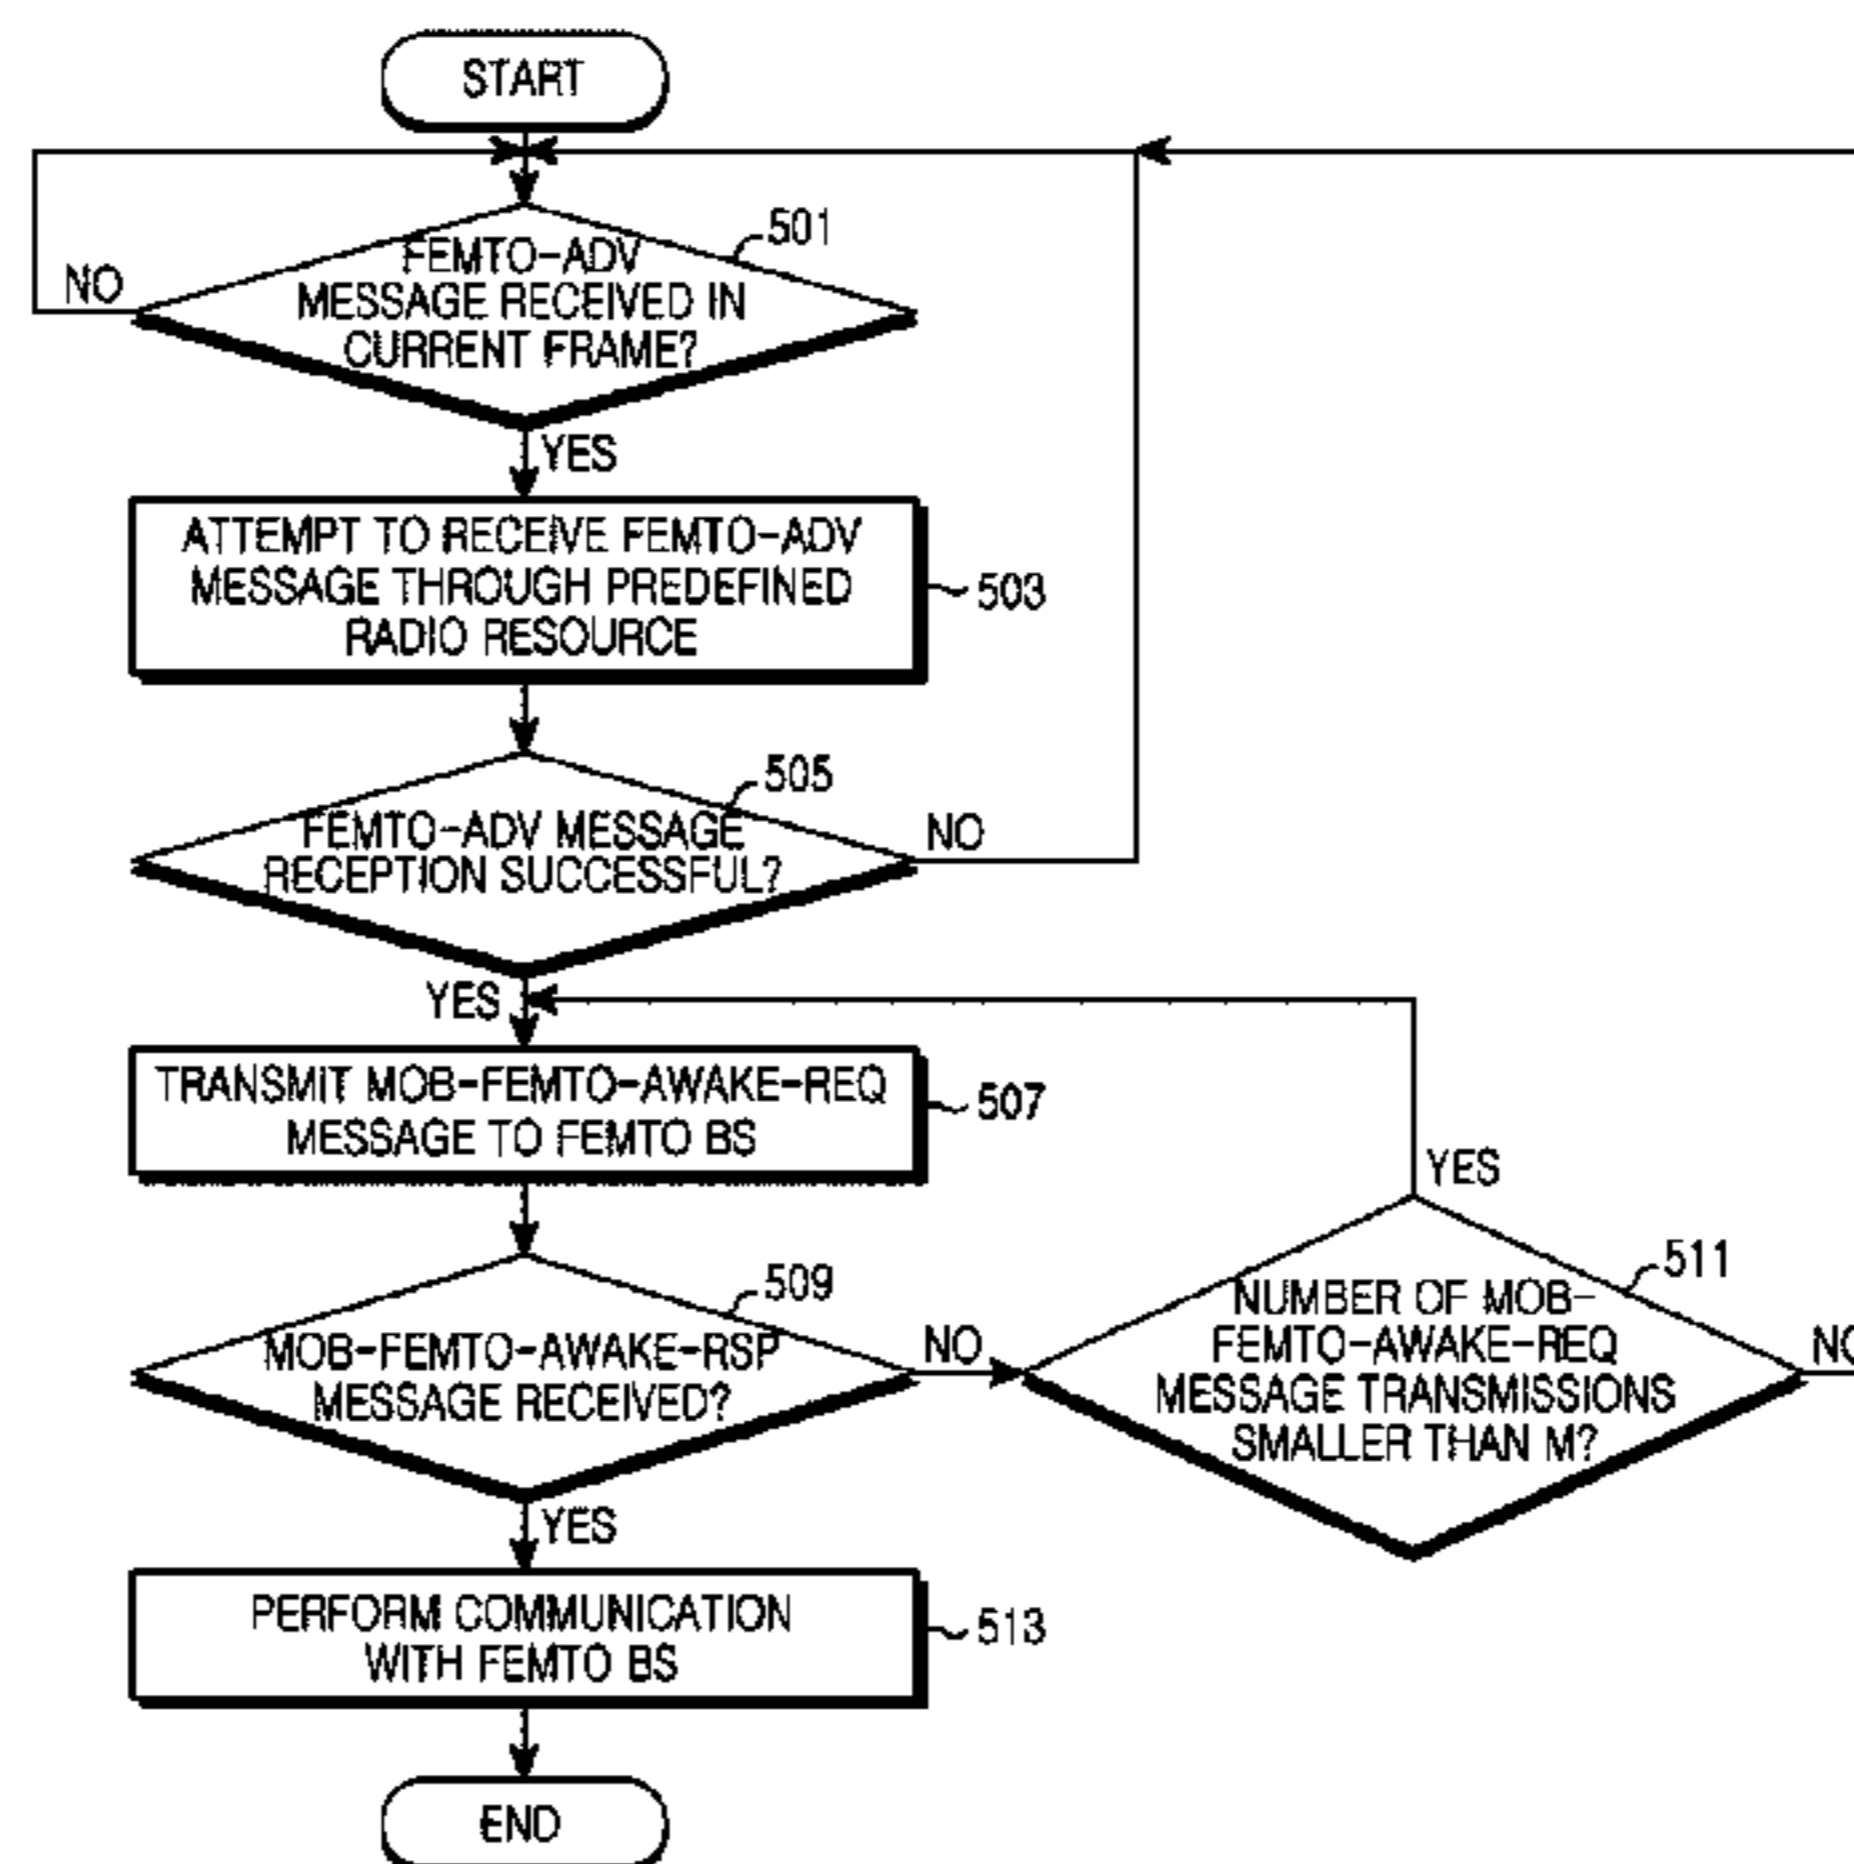 START
501
FEMTO-ADV
MESSAGE RECEIVED IN
CURRENT FRAME?
NO
YES
ATTEMPT TO RECEIVE FEMTO-ADV
MESSAGE THROUGH PREDEFINED
RADIO RESOURCE
503
505
FEMTO-ADV MESSAGE
RECEPTION SUCCESSFUL?
NO
YES
TRANSMIT MOB-FEMTO-AWAKE-REQ
MESSAGE TO FEMTO BS
507
509
MOB-FEMTO-AWAKE-RSP
MESSAGE RECEIVED?
NO
YES
511
NUMBER OF MOB-
FEMTO-AWAKE-REQ
MESSAGE TRANSMISSIONS
SMALLER THAN M?
NO
YES
PERFORM COMMUNICATION
WITH FEMTO BS
513
END